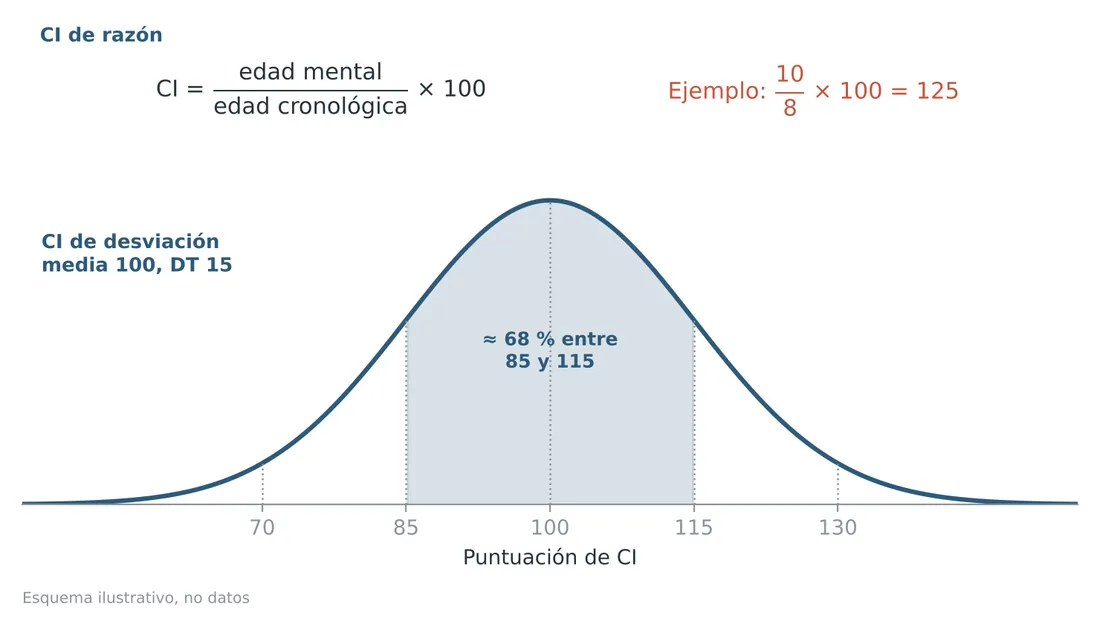 CI de razón
CI = edad mental / edad cronológica × 100
Ejemplo: 10 / 8 × 100 = 125
CI de desviación
media 100, DT 15
≈ 68 % entre
85 y 115
70 85 100 115 130
Puntuación de CI
Esquema ilustrativo, no datos